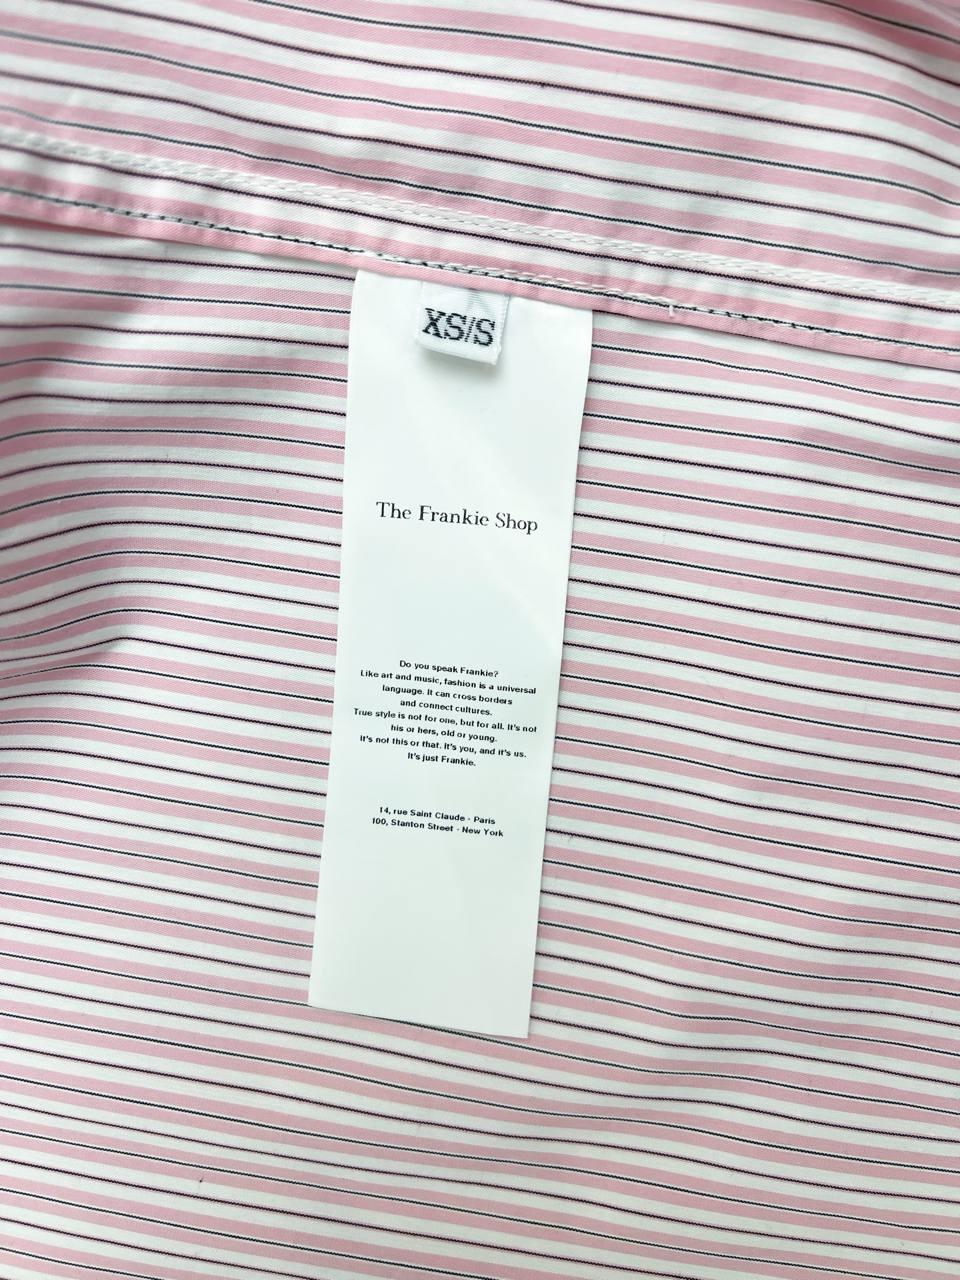 XS/S
The Frankie Shop
Do you speak Frankie?
Like art and music, fashion is a universal
language. It can cross borders
and connect cultures.
True style is not for one, but for all. It's not
his or hers, old or young.
It's not this or that. It's you, and it's us.
It's just Frankie.
14, rue Saint Claude - Paris
100, Stanton Street - New York